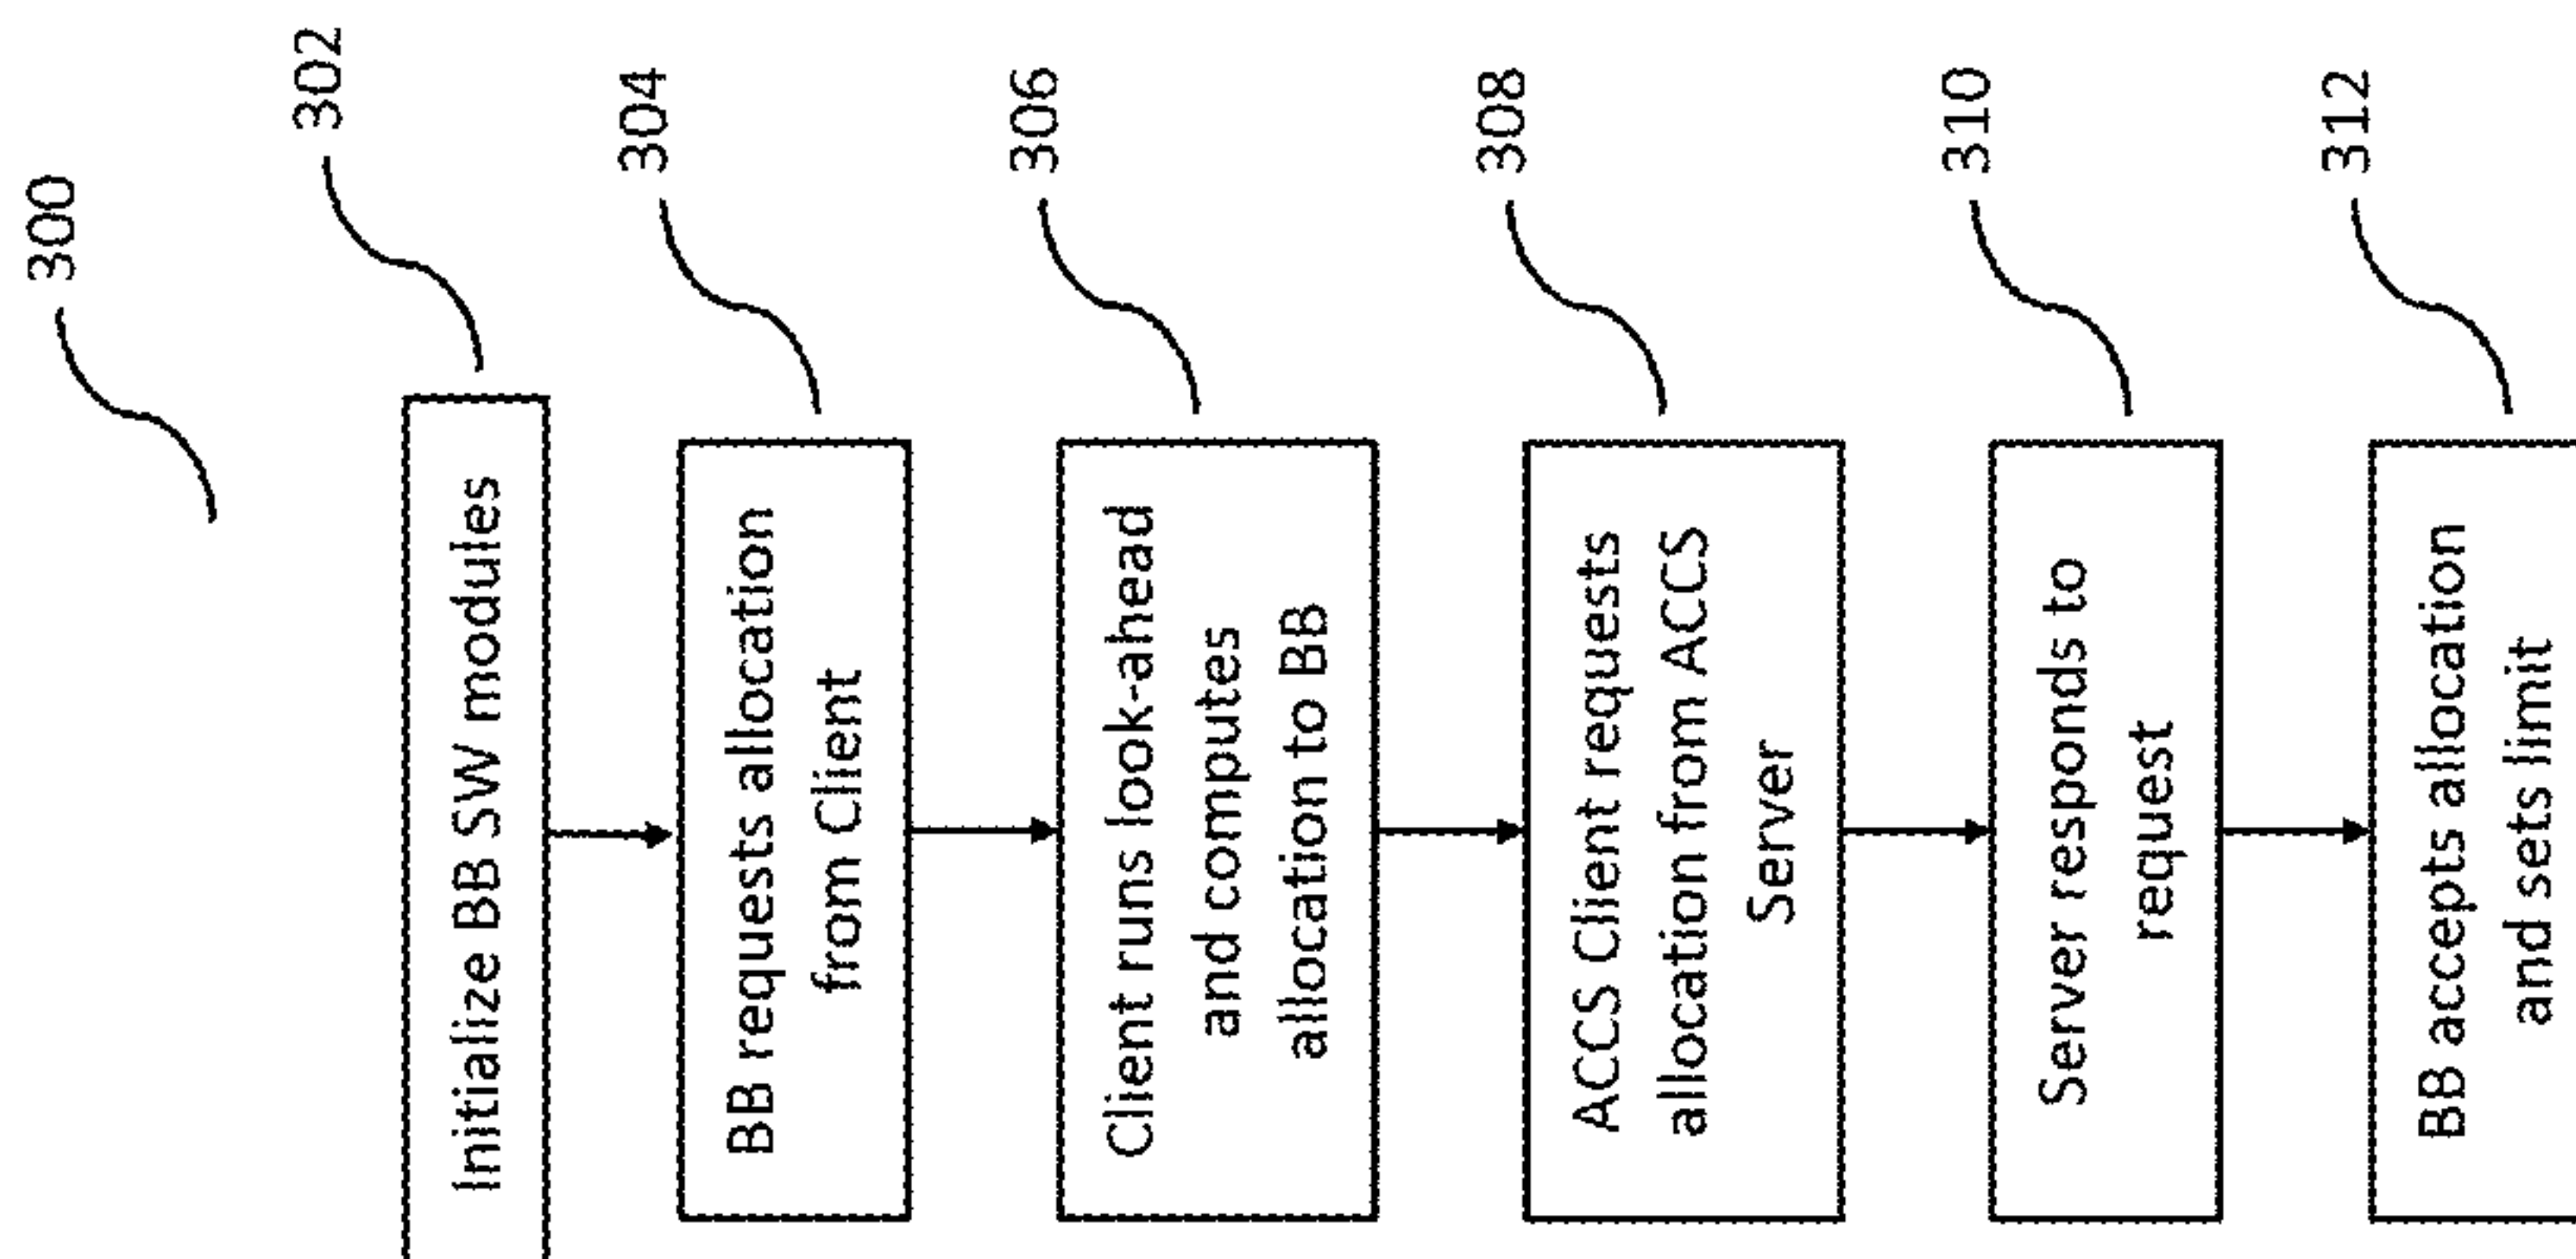 300
302
Initialize BB SW modules
304
BB requests allocation
from Client
306
Client runs look-ahead
and computes
allocation to BB
308
ACCS Client requests
allocation from ACCS
Server
310
Server responds to
request
312
BB accepts allocation
and sets limit